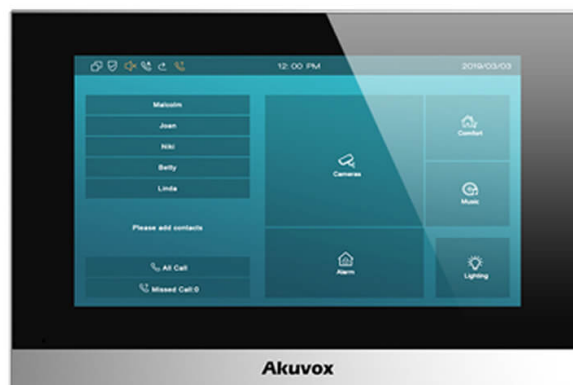 12:00 PM
2019/03/03
Malcolm
Joan
Niki
Betty
Linda
Please add contacts
All Call
Missed Call:0
Cameras
Alarm
Comfort
Music
Lighting
Akuvox